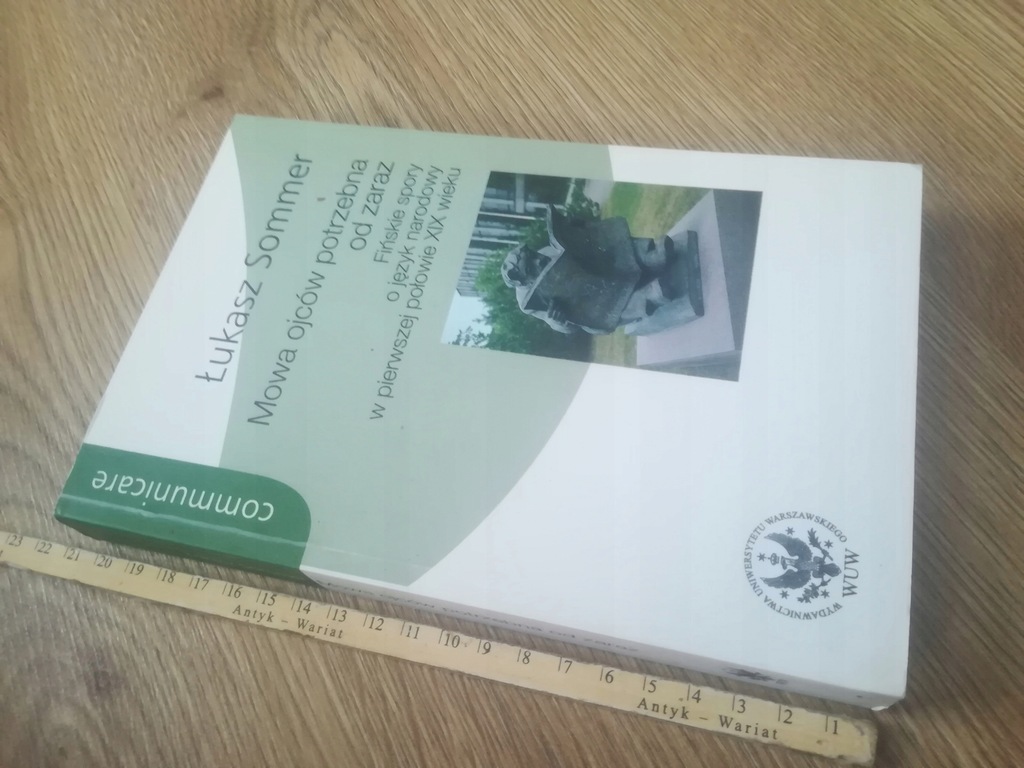 Łukasz Sommer
Mowa ojców potrzebna
od zaraz
Fińskie spory
o język narodowy
w pierwszej połowie XIX wieku
communicare
WYDAWNICTWA UNIWERSYTETU WARSZAWSKIEGO
WUW
23 22 21 20 19 18 17 16 15 14 13 12 11 10 9 8 7 6 5 4 3 2 1
Antyk – Wariat
Antyk – Wariat